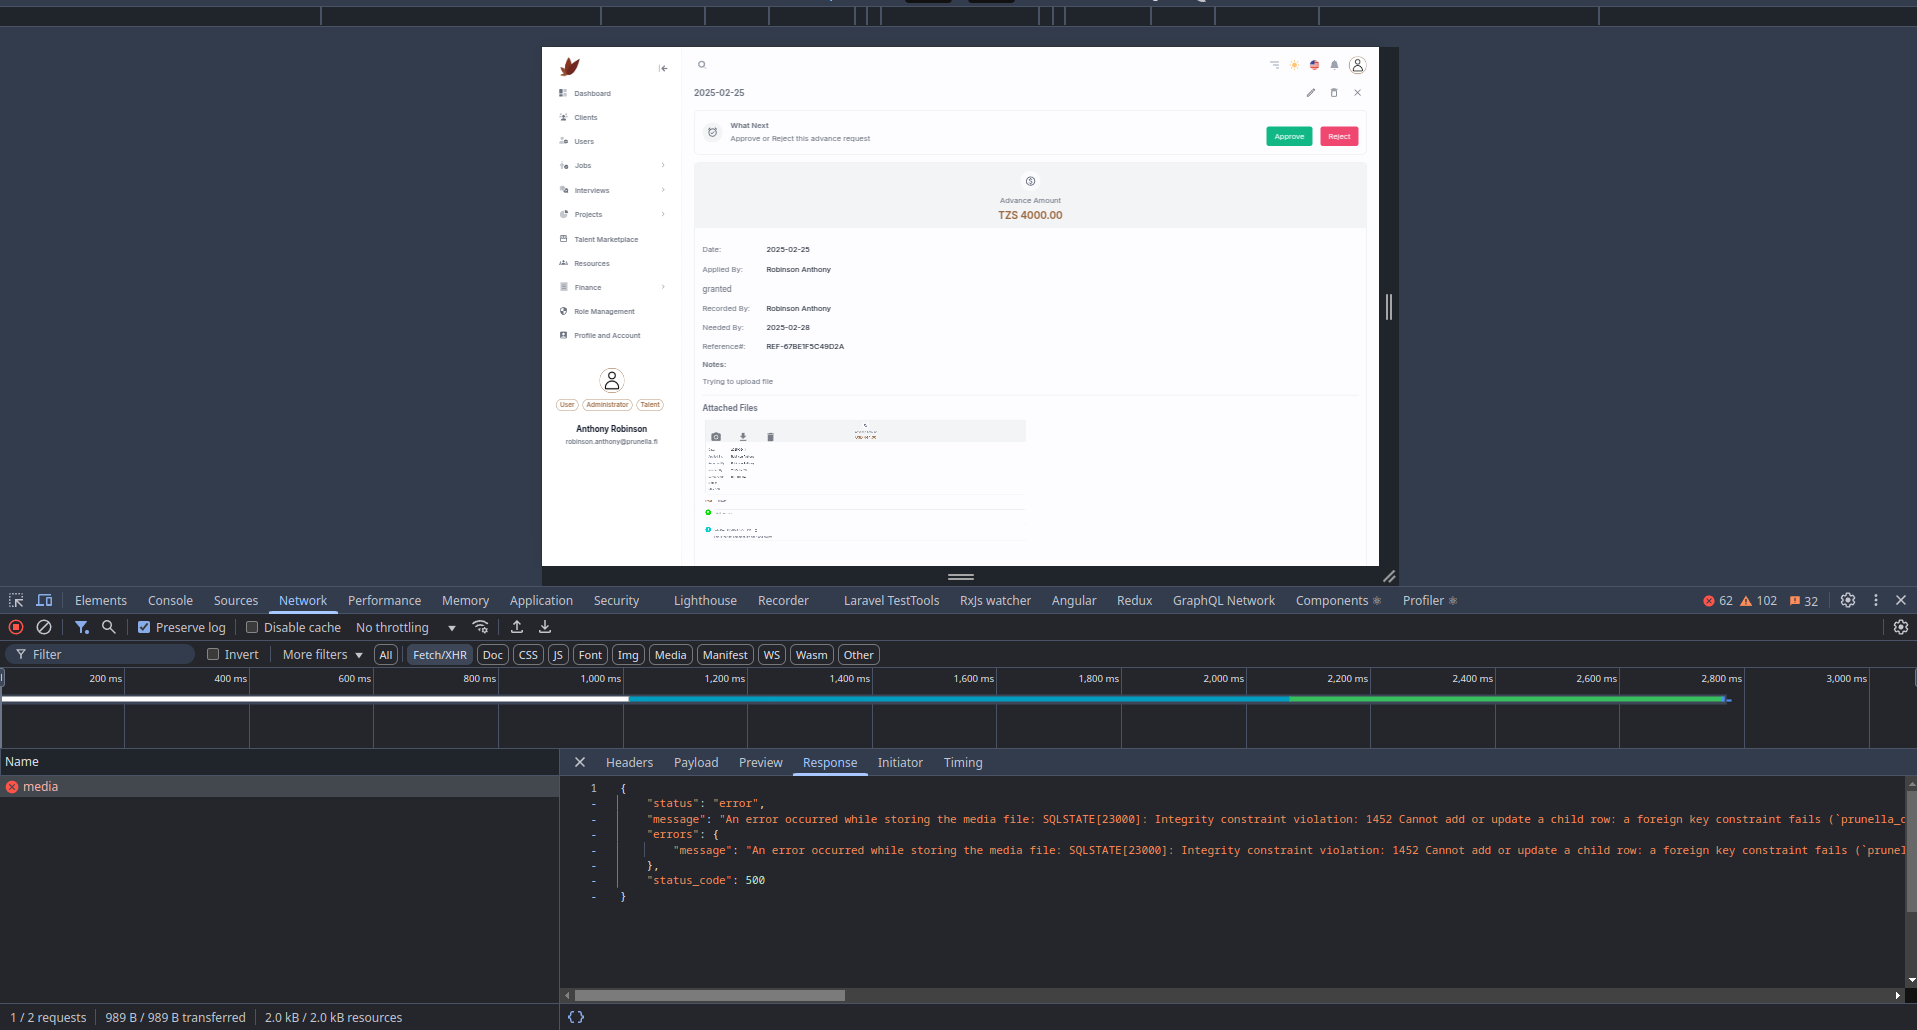 2025-02-25
Dashboard
Clients
Users
Jobs
Interviews
Projects
Talent Marketplace
Resources
Finance
Role Management
Profile and Account
User Administrator Talent
Anthony Robinson
robinson.anthony@prunella.fi
What Next
Approve or Reject this advance request
Approve Reject
Advance Amount
TZS 4000.00
Date: 2025-02-25
Applied By: Robinson Anthony
granted
Recorded By: Robinson Anthony
Needed By: 2025-02-28
Reference#: REF-67BE1F5C49D2A
Notes:
Trying to upload file
Attached Files
Elements Console Sources Network Performance Memory Application Security Lighthouse Recorder Laravel TestTools RxJs watcher Angular Redux GraphQL Network Components Profiler 62 102 32
Preserve log Disable cache No throttling
Filter Invert More filters All Fetch/XHR Doc CSS JS Font Img Media Manifest WS Wasm Other
200 ms 400 ms 600 ms 800 ms 1,000 ms 1,200 ms 1,400 ms 1,600 ms 1,800 ms 2,000 ms 2,200 ms 2,400 ms 2,600 ms 2,800 ms 3,000 ms
Name
media
Headers Payload Preview Response Initiator Timing
1 {
- "status": "error",
- "message": "An error occurred while storing the media file: SQLSTATE[23000]: Integrity constraint violation: 1452 Cannot add or update a child row: a foreign key constraint fails (`prunella_
- "errors": {
- "message": "An error occurred while storing the media file: SQLSTATE[23000]: Integrity constraint violation: 1452 Cannot add or update a child row: a foreign key constraint fails (`prunel
- },
- "status_code": 500
- }
1 / 2 requests 989 B / 989 B transferred 2.0 kB / 2.0 kB resources
{}